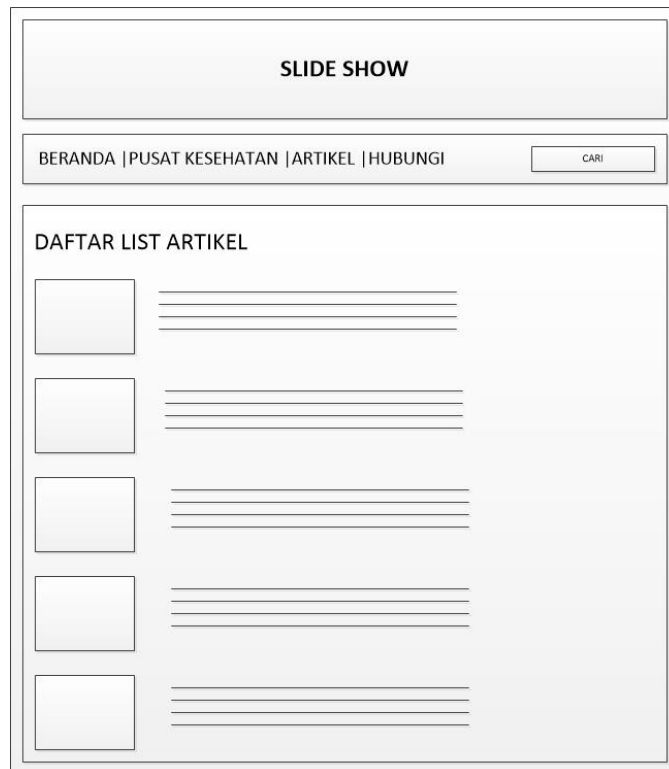 SLIDE SHOW
BERANDA |PUSAT KESEHATAN |ARTIKEL |HUBUNGI
CARI
DAFTAR LIST ARTIKEL